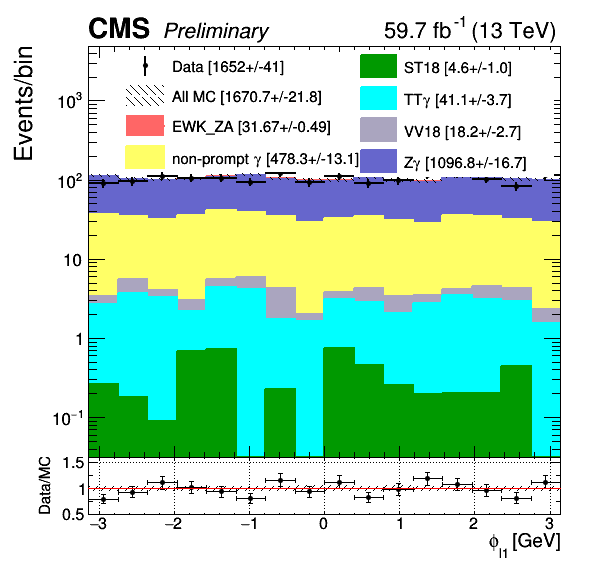 CMS Preliminary 59.7 fb⁻¹ (13 TeV)
Events/bin
Data [1652+/-41]
All MC [1670.7+/-21.8]
EWK_ZA [31.67+/-0.49]
non-prompt γ [478.3+/-13.1]
ST18 [4.6+/-1.0]
TTγ [41.1+/-3.7]
VV18 [18.2+/-2.7]
Zγ [1096.8+/-16.7]
10³
10²
10
1
10⁻¹
Data/MC
1.5
1
0.5
−3 −2 −1 0 1 2 3
ϕ_l1 [GeV]